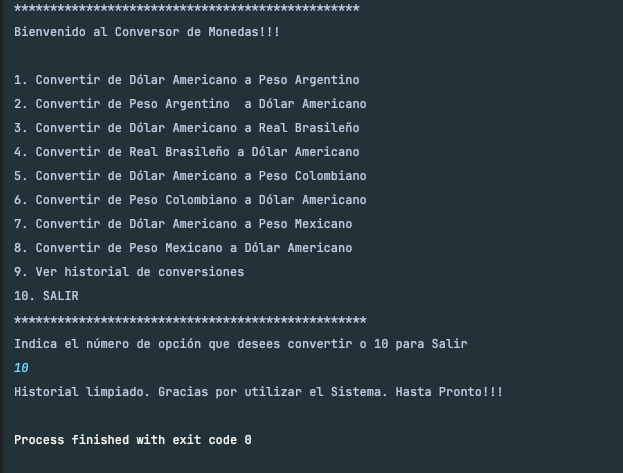 ************************************************
Bienvenido al Conversor de Monedas!!!
1. Convertir de Dólar Americano a Peso Argentino
2. Convertir de Peso Argentino  a Dólar Americano
3. Convertir de Dólar Americano a Real Brasileño
4. Convertir de Real Brasileño a Dólar Americano
5. Convertir de Dólar Americano a Peso Colombiano
6. Convertir de Peso Colombiano a Dólar Americano
7. Convertir de Dólar Americano a Peso Mexicano
8. Convertir de Peso Mexicano a Dólar Americano
9. Ver historial de conversiones
10. SALIR
*************************************************
Indica el número de opción que desees convertir o 10 para Salir
10
Historial limpiado. Gracias por utilizar el Sistema. Hasta Pronto!!!
Process finished with exit code 0